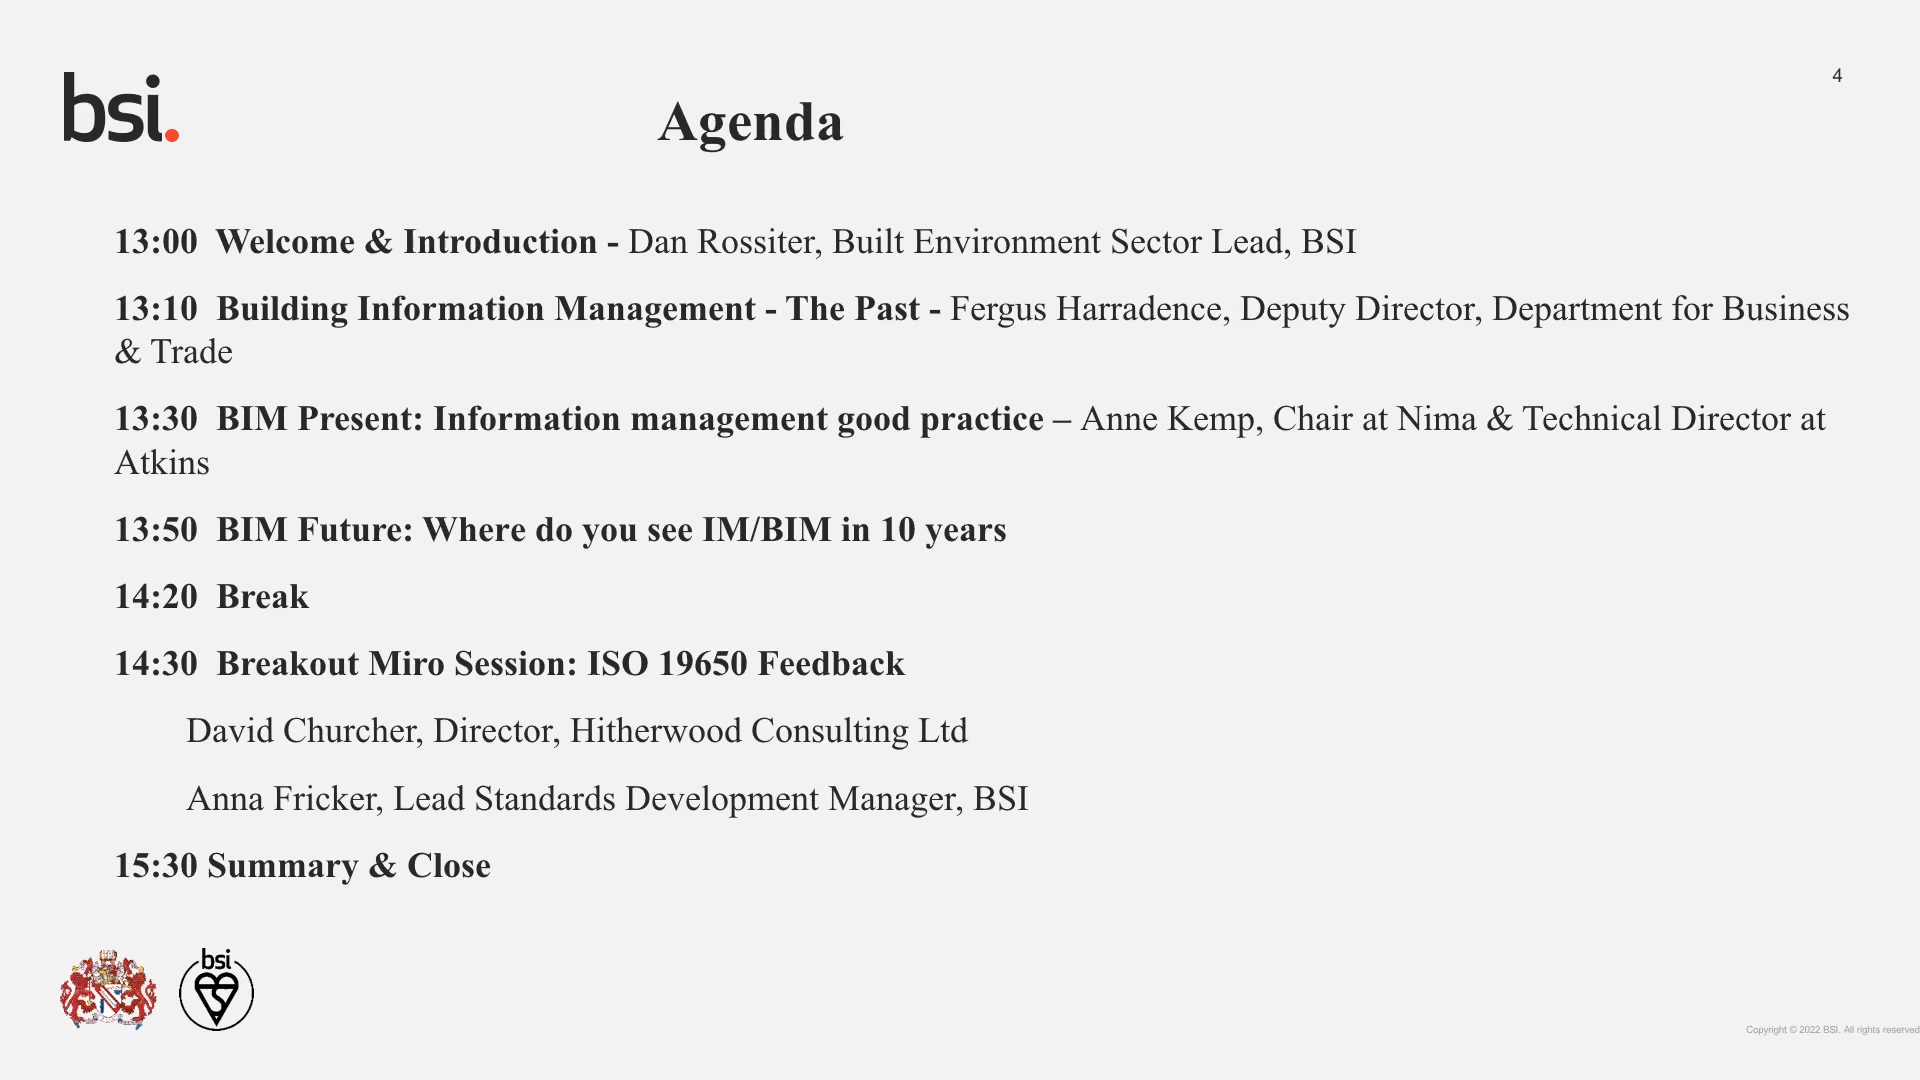 4
bsi.
Agenda
13:00 Welcome & Introduction - Dan Rossiter, Built Environment Sector Lead, BSI
13:10 Building Information Management - The Past - Fergus Harradence, Deputy Director, Department for Business
& Trade
13:30 BIM Present: Information management good practice – Anne Kemp, Chair at Nima & Technical Director at
Atkins
13:50 BIM Future: Where do you see IM/BIM in 10 years
14:20 Break
14:30 Breakout Miro Session: ISO 19650 Feedback
David Churcher, Director, Hitherwood Consulting Ltd
Anna Fricker, Lead Standards Development Manager, BSI
15:30 Summary & Close
bsi
Copyright © 2022 BSI. All rights reserved